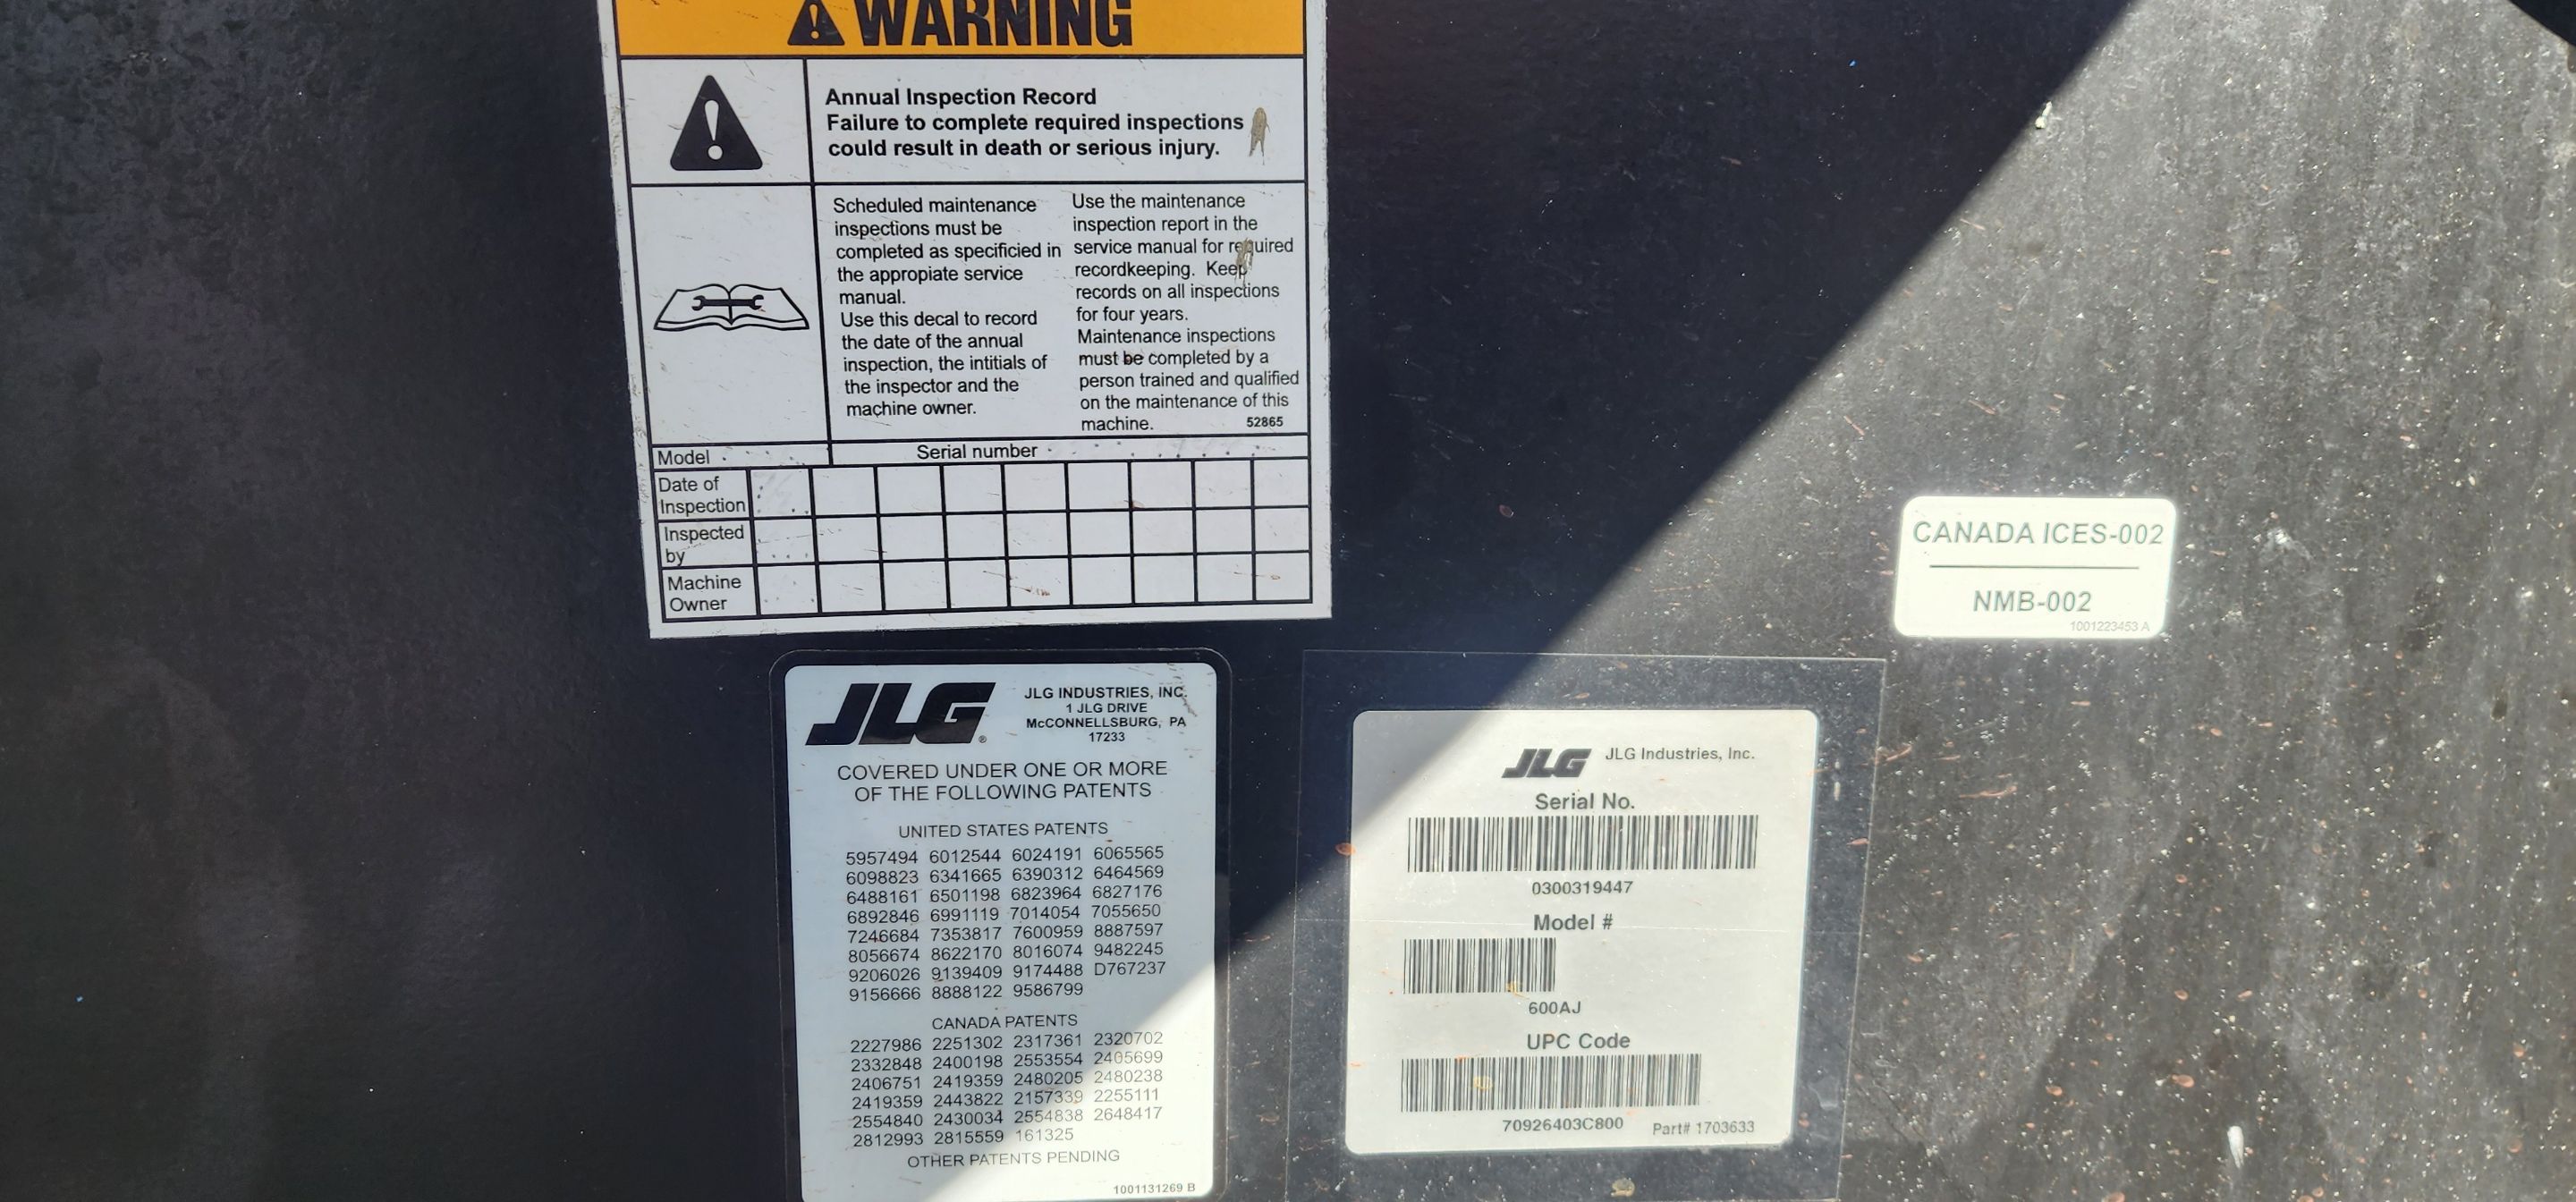 WARNING
Annual Inspection Record
Failure to complete required inspections
could result in death or serious injury.
Scheduled maintenance
inspections must be
completed as specificied in
the appropiate service
manual.
Use this decal to record
the date of the annual
inspection, the intitials of
the inspector and the
machine owner.
Use the maintenance
inspection report in the
service manual for required
recordkeeping. Keep
records on all inspections
for four years.
Maintenance inspections
must be completed by a
person trained and qualified
on the maintenance of this
machine. 52865
Model Serial number
Date of
Inspection
Inspected
by
Machine
Owner
CANADA ICES-002
NMB-002
1001223453 A
JLG®
JLG INDUSTRIES, INC.
1 JLG DRIVE
McCONNELLSBURG, PA
17233
COVERED UNDER ONE OR MORE
OF THE FOLLOWING PATENTS
UNITED STATES PATENTS
5957494 6012544 6024191 6065565
6098823 6341665 6390312 6464569
6488161 6501198 6823964 6827176
6892846 6991119 7014054 7055650
7246684 7353817 7600959 8887597
8056674 8622170 8016074 9482245
9206026 9139409 9174488 D767237
9156666 8888122 9586799
CANADA PATENTS
2227986 2251302 2317361 2320702
2332848 2400198 2553554 2405699
2406751 2419359 2480205 2480238
2419359 2443822 2157339 2255111
2554840 2430034 2554838 2648417
2812993 2815559 161325
OTHER PATENTS PENDING
1001131269 B
JLG JLG Industries, Inc.
Serial No.
0300319447
Model #
600AJ
UPC Code
70926403C800 Part# 1703633